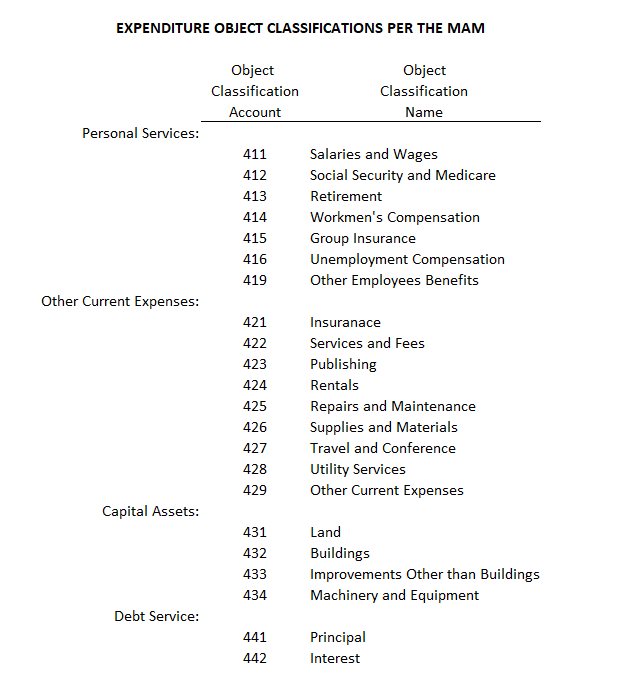 EXPENDITURE OBJECT CLASSIFICATIONS PER THE MAM
Object Object
Classification Classification
Account Name
Personal Services:
411 Salaries and Wages
412 Social Security and Medicare
413 Retirement
414 Workmen's Compensation
415 Group Insurance
416 Unemployment Compensation
419 Other Employees Benefits
Other Current Expenses:
421 Insuranace
422 Services and Fees
423 Publishing
424 Rentals
425 Repairs and Maintenance
426 Supplies and Materials
427 Travel and Conference
428 Utility Services
429 Other Current Expenses
Capital Assets:
431 Land
432 Buildings
433 Improvements Other than Buildings
434 Machinery and Equipment
Debt Service:
441 Principal
442 Interest